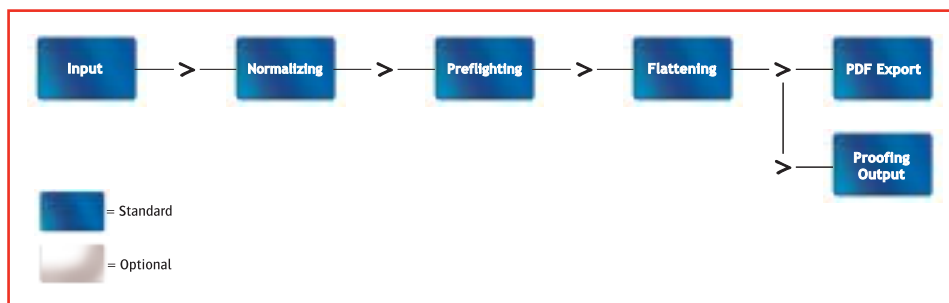 Input
Normalizing
Preflighting
Flattening
PDF Export
Proofing
Output
= Standard
= Optional